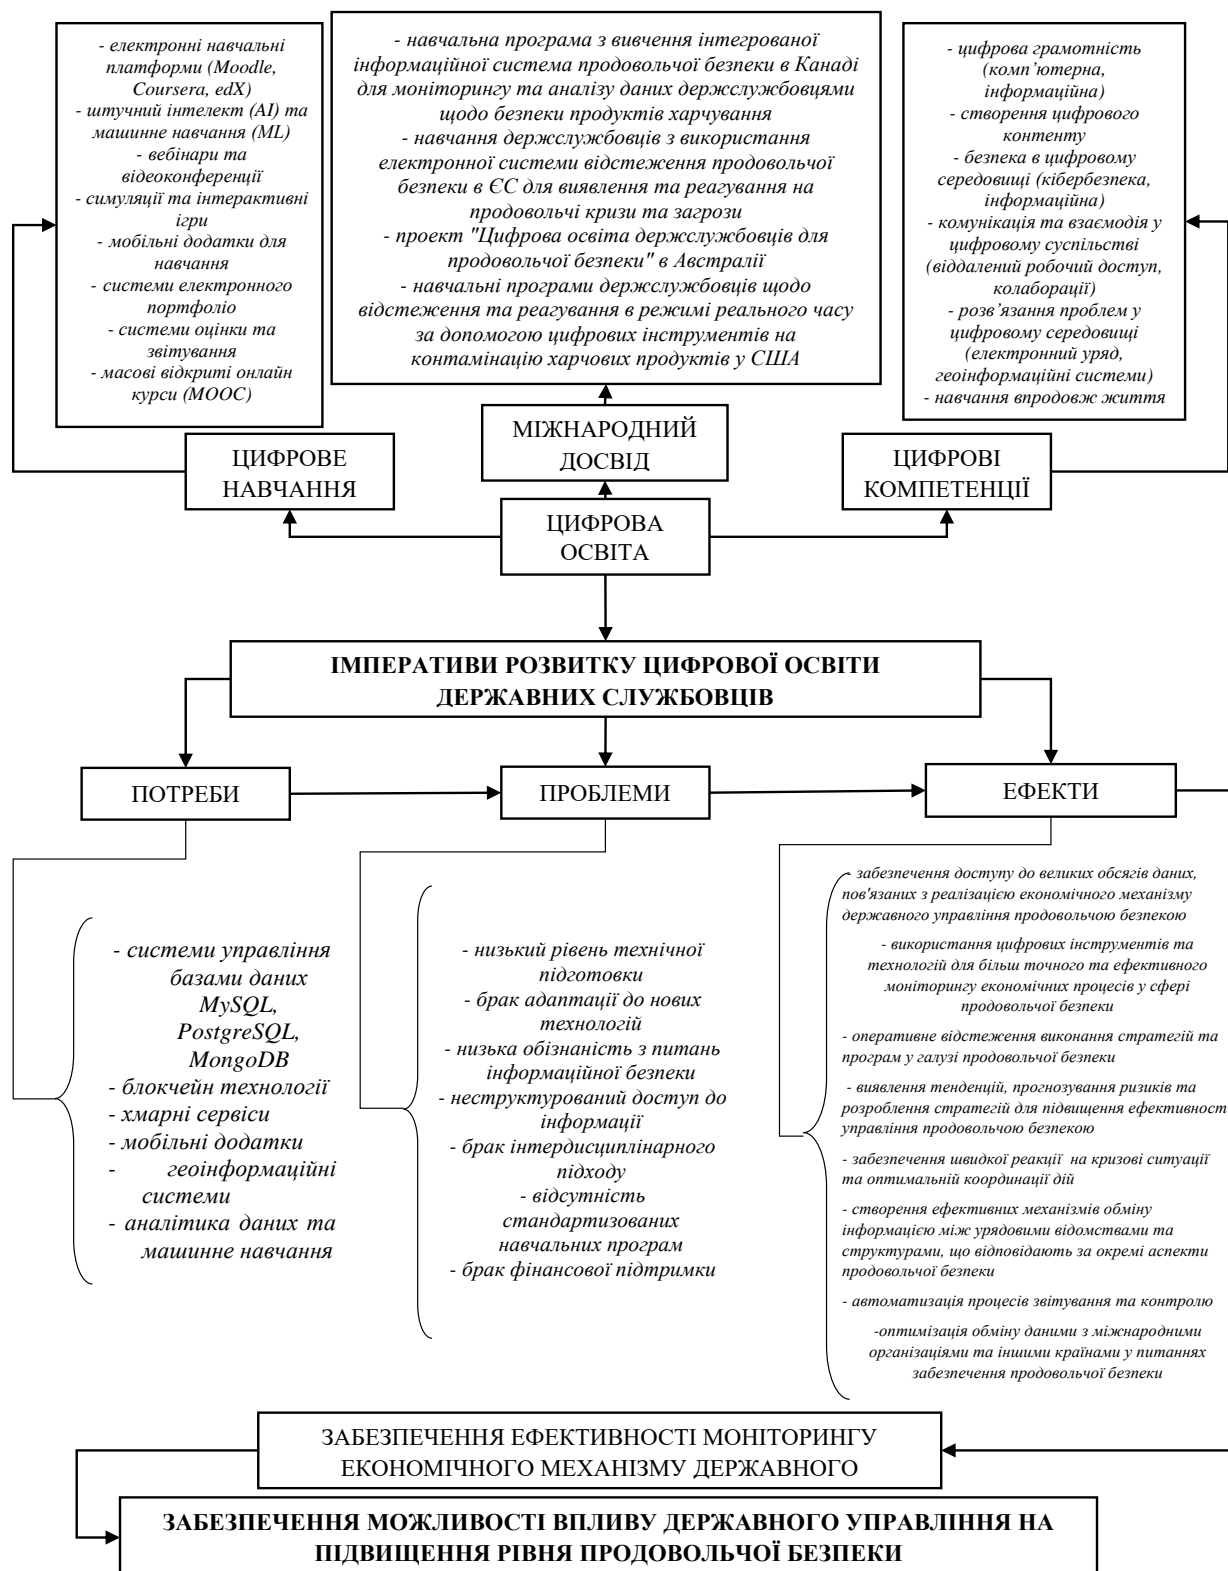 - електронні навчальні
платформи (Moodle,
Coursera, edX)
- штучний інтелект (AI) та
машинне навчання (ML)
- вебінари та
відеоконференції
- симуляції та інтерактивні
ігри
- мобільні додатки для
навчання
- системи електронного
портфоліо
- системи оцінки та
звітування
- масові відкриті онлайн
курси (MOOC)
- навчальна програма з вивчення інтегрованої
інформаційної система продовольчої безпеки в Канаді
для моніторингу та аналізу даних держслужбовцями
щодо безпеки продуктів харчування
- навчання держслужбовців з використання
електронної системи відстеження продовольчої
безпеки в ЄС для виявлення та реагування на
продовольчі кризи та загрози
- проект "Цифрова освіта держслужбовців для
продовольчої безпеки" в Австралії
- навчальні програми держслужбовців щодо
відстеження та реагування в режимі реального часу
за допомогою цифрових інструментів на
контамінацію харчових продуктів у США
- цифрова грамотність
(комп’ютерна,
інформаційна)
- створення цифрового
контенту
- безпека в цифровому
середовищі (кібербезпека,
інформаційна)
- комунікація та взаємодія у
цифровому суспільстві
(віддалений робочий доступ,
колаборації)
- розв’язання проблем у
цифровому середовищі
(електронний уряд,
геоінформаційні системи)
- навчання впродовж життя
ЦИФРОВЕ
НАВЧАННЯ
МІЖНАРОДНИЙ
ДОСВІД
ЦИФРОВІ
КОМПЕТЕНЦІЇ
ЦИФРОВА
ОСВІТА
ІМПЕРАТИВИ РОЗВИТКУ ЦИФРОВОЇ ОСВІТИ
ДЕРЖАВНИХ СЛУЖБОВЦІВ
ПОТРЕБИ
ПРОБЛЕМИ
ЕФЕКТИ
- системи управління
базами даних
MySQL,
PostgreSQL,
MongoDB
- блокчейн технології
- хмарні сервіси
- мобільні додатки
- геоінформаційні
системи
- аналітика даних та
машинне навчання
- низький рівень технічної
підготовки
- брак адаптації до нових
технологій
- низька обізнаність з питань
інформаційної безпеки
- неструктурований доступ до
інформації
- брак інтердисциплінарного
підходу
- відсутність
стандартизованих
навчальних програм
- брак фінансової підтримки
- забезпечення доступу до великих обсягів даних,
пов'язаних з реалізацією економічного механізму
державного управління продовольчою безпекою
- використання цифрових інструментів та
технологій для більш точного та ефективного
моніторингу економічних процесів у сфері
продовольчої безпеки
- оперативне відстеження виконання стратегій та
програм у галузі продовольчої безпеки
- виявлення тенденцій, прогнозування ризиків та
розроблення стратегій для підвищення ефективност
управління продовольчою безпекою
- забезпечення швидкої реакції на кризові ситуації
та оптимальній координації дій
- створення ефективних механізмів обміну
інформацією між урядовими відомствами та
структурами, що відповідають за окремі аспекти
продовольчої безпеки
- автоматизація процесів звітування та контролю
-оптимізація обміну даними з міжнародними
організаціями та іншими країнами у питаннях
забезпечення продовольчої безпеки
ЗАБЕЗПЕЧЕННЯ ЕФЕКТИВНОСТІ МОНІТОРИНГУ
ЕКОНОМІЧНОГО МЕХАНІЗМУ ДЕРЖАВНОГО
ЗАБЕЗПЕЧЕННЯ МОЖЛИВОСТІ ВПЛИВУ ДЕРЖАВНОГО УПРАВЛІННЯ НА
ПІДВИЩЕННЯ РІВНЯ ПРОДОВОЛЬЧОЇ БЕЗПЕКИ